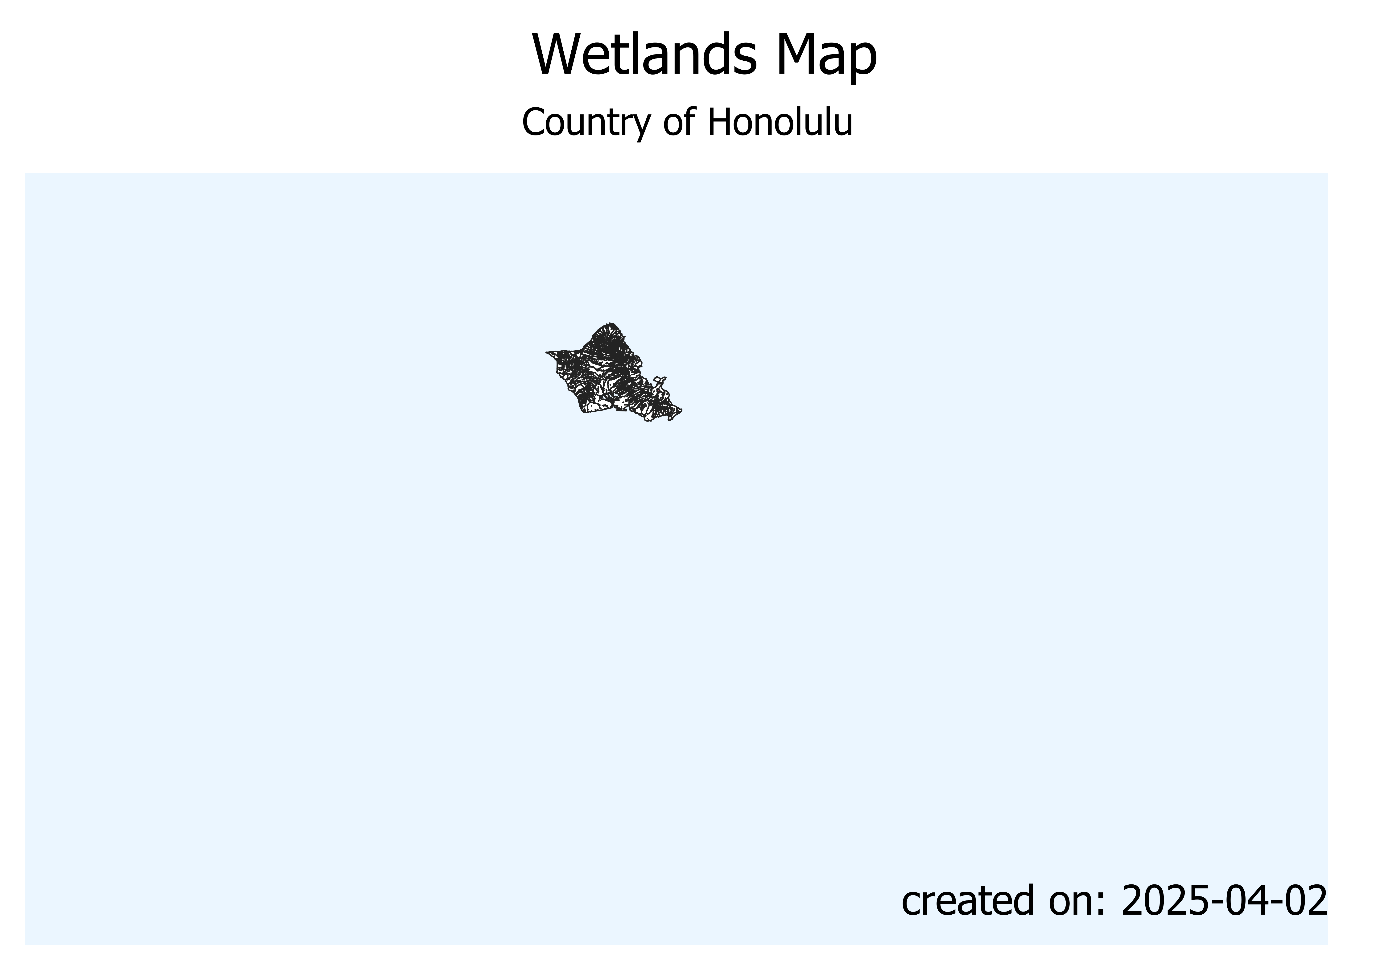 Wetlands Map
Country of Honolulu
created on: 2025-04-02